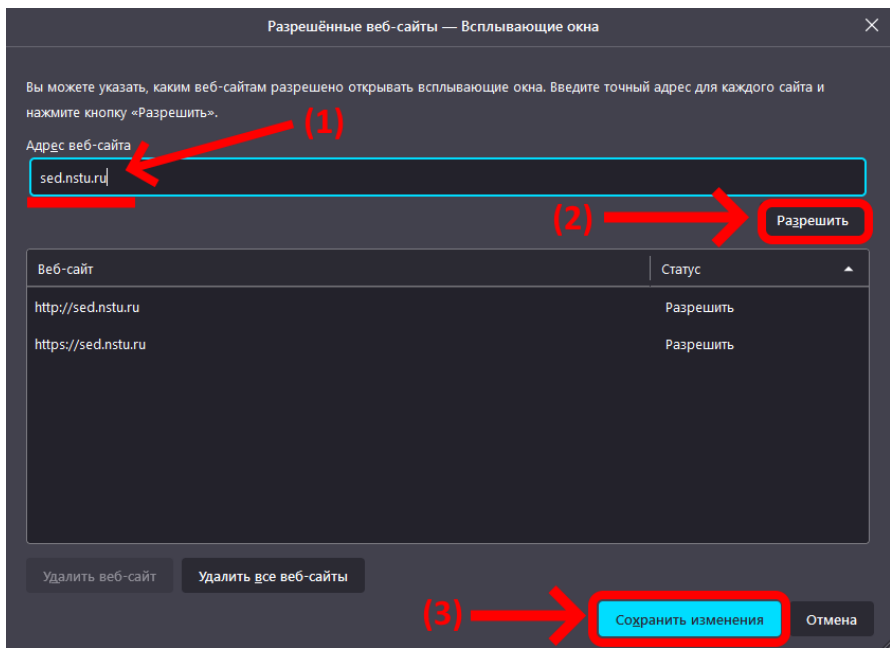 Разрешённые веб-сайты — Всплывающие окна
Вы можете указать, каким веб-сайтам разрешено открывать всплывающие окна. Введите точный адрес для каждого сайта и
нажмите кнопку «Разрешить».
(1)
Адрес веб-сайта
sed.nstu.ru
(2)
Разрешить
Веб-сайт Статус
http://sed.nstu.ru Разрешить
https://sed.nstu.ru Разрешить
Удалить веб-сайт Удалить все веб-сайты
(3)
Сохранить изменения Отмена